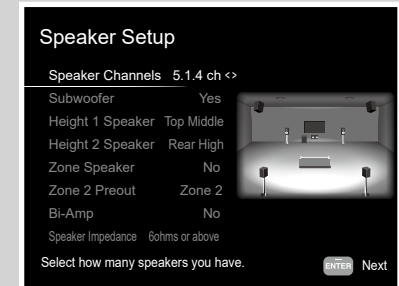 Speaker Setup
Speaker Channels 5.1.4 ch <>
Subwoofer Yes
Height 1 Speaker Top Middle
Height 2 Speaker Rear High
Zone Speaker No
Zone 2 Preout Zone 2
Bi-Amp No
Speaker Impedance 6ohms or above
Select how many speakers you have.
ENTER Next